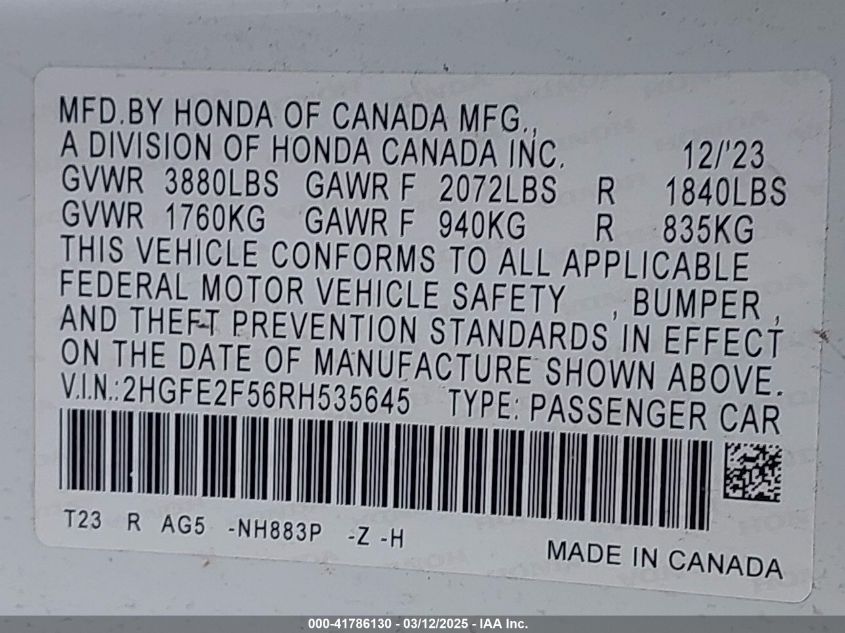 MFD.BY HONDA OF CANADA MFG.,
A DIVISION OF HONDA CANADA INC. 12/'23
GVWR 3880LBS GAWR F 2072LBS R 1840LBS
GVWR 1760KG GAWR F 940KG R 835KG
THIS VEHICLE CONFORMS TO ALL APPLICABLE
FEDERAL MOTOR VEHICLE SAFETY , BUMPER ,
AND THEFT PREVENTION STANDARDS IN EFFECT
ON THE DATE OF MANUFACTURE SHOWN ABOVE.
V.I.N.:2HGFE2F56RH535645 TYPE: PASSENGER CAR
T23 R AG5 -NH883P -Z -H
MADE IN CANADA
000-41786130 - 03/12/2025 - IAA Inc.